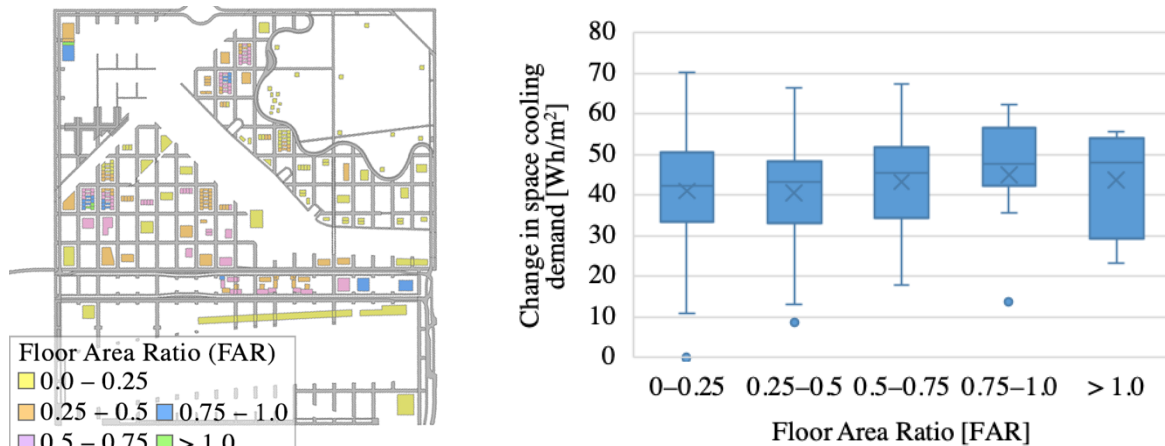 Floor Area Ratio (FAR)
0.0 – 0.25
0.25 – 0.5
0.75 – 1.0
0.5 – 0.75
> 1.0
Change in space cooling
demand [Wh/m²]
80
70
60
50
40
30
20
10
0
0–0.25
0.25–0.5
0.5–0.75
0.75–1.0
> 1.0
Floor Area Ratio [FAR]